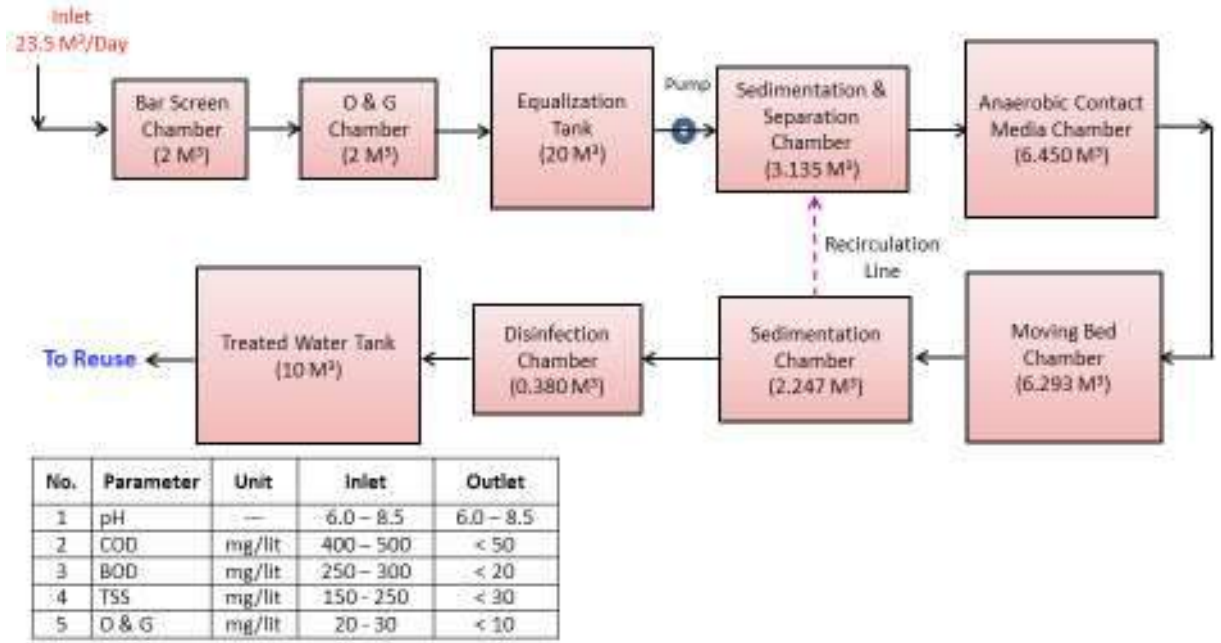 Inlet
23.5 M³/Day
Bar Screen
Chamber
(2 M³)
O & G
Chamber
(2 M³)
Equalization
Tank
(20 M³)
Pump
Sedimentation &
Separation
Chamber
(3.135 M³)
Anaerobic Contact
Media Chamber
(6.450 M³)
Recirculation
Line
To Reuse
Treated Water Tank
(10 M³)
Disinfection
Chamber
(0.380 M³)
Sedimentation
Chamber
(2.247 M³)
Moving Bed
Chamber
(6.293 M³)
No. Parameter Unit Inlet Outlet
1 pH --- 6.0 – 8.5 6.0 – 8.5
2 COD mg/lit 400 – 500 < 50
3 BOD mg/lit 250 – 300 < 20
4 TSS mg/lit 150 - 250 < 30
5 O & G mg/lit 20 - 30 < 10